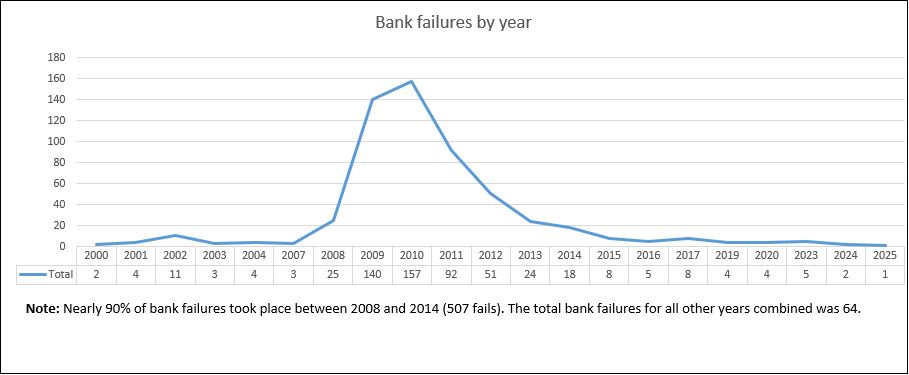 Bank failures by year
180
160
140
120
100
80
60
40
20
0
2000 2001 2002 2003 2004 2007 2008 2009 2010 2011 2012 2013 2014 2015 2016 2017 2019 2020 2023 2024 2025
Total 2 4 11 3 4 3 25 140 157 92 51 24 18 8 5 8 4 4 5 2 1
Note: Nearly 90% of bank failures took place between 2008 and 2014 (507 fails). The total bank failures for all other years combined was 64.